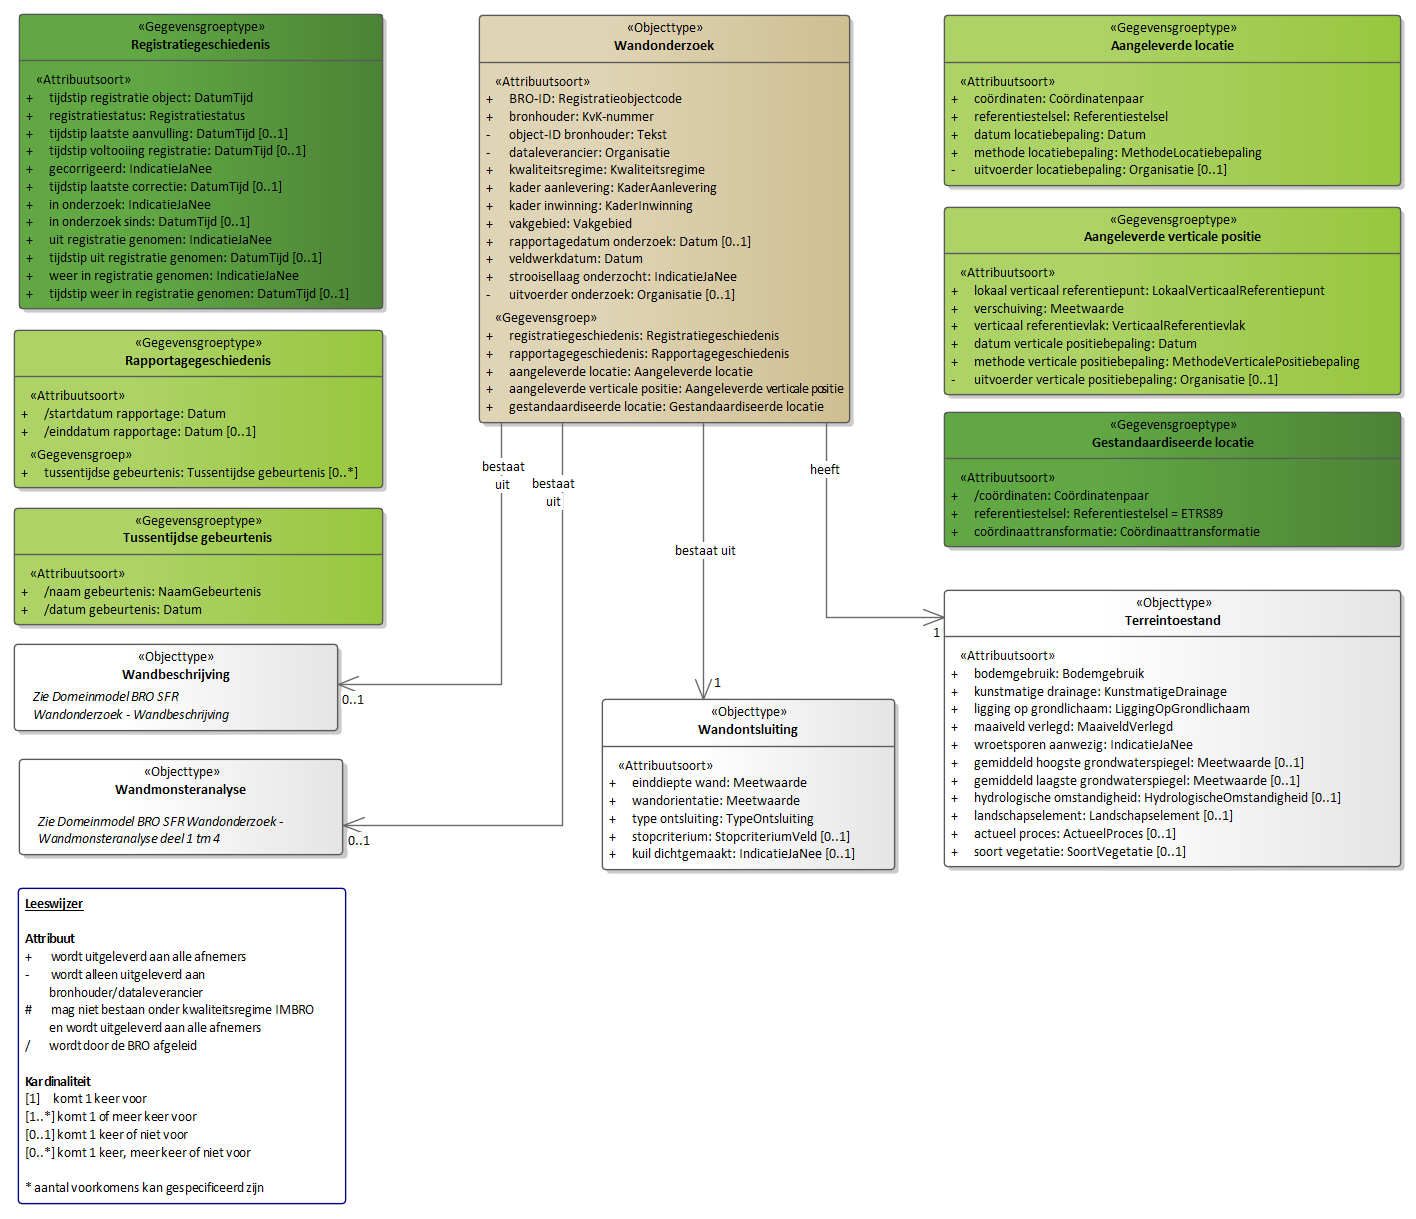 «Gegevensgroeptype»
Registratiegeschiedenis
«Attribuutsoort»
+ tijdstip registratie object: DatumTijd
+ registratiestatus: Registratiestatus
+ tijdstip laatste aanvulling: DatumTijd [0..1]
+ tijdstip voltooiing registratie: DatumTijd [0..1]
+ gecorrigeerd: IndicatieJaNee
+ tijdstip laatste correctie: DatumTijd [0..1]
+ in onderzoek: IndicatieJaNee
+ in onderzoek sinds: DatumTijd [0..1]
+ uit registratie genomen: IndicatieJaNee
+ tijdstip uit registratie genomen: DatumTijd [0..1]
+ weer in registratie genomen: IndicatieJaNee
+ tijdstip weer in registratie genomen: DatumTijd [0..1]
«Gegevensgroeptype»
Rapportagegeschiedenis
«Attribuutsoort»
+ /startdatum rapportage: Datum
+ /einddatum rapportage: Datum [0..1]
«Gegevensgroep»
+ tussentijdse gebeurtenis: Tussentijdse gebeurtenis [0..*]
«Gegevensgroeptype»
Tussentijdse gebeurtenis
«Attribuutsoort»
+ /naam gebeurtenis: NaamGebeurtenis
+ /datum gebeurtenis: Datum
«Objecttype»
Wandbeschrijving
Zie Domeinmodel BRO SFR
Wandonderzoek - Wandbeschrijving
«Objecttype»
Wandmonsteranalyse
Zie Domeinmodel BRO SFR Wandonderzoek -
Wandmonsteranalyse deel 1 tm 4
«Objecttype»
Wandonderzoek
«Attribuutsoort»
+ BRO-ID: Registratieobjectcode
+ bronhouder: KvK-nummer
- object-ID bronhouder: Tekst
- dataleverancier: Organisatie
+ kwaliteitsregime: Kwaliteitsregime
+ kader aanlevering: KaderAanlevering
+ kader inwinning: KaderInwinning
+ vakgebied: Vakgebied
+ rapportagedatum onderzoek: Datum [0..1]
+ veldwerkdatum: Datum
+ strooisellaag onderzocht: IndicatieJaNee
- uitvoerder onderzoek: Organisatie [0..1]
«Gegevensgroep»
+ registratiegeschiedenis: Registratiegeschiedenis
+ rapportagegeschiedenis: Rapportagegeschiedenis
+ aangeleverde locatie: Aangeleverde locatie
+ aangeleverde verticale positie: Aangeleverde verticale positie
+ gestandaardiseerde locatie: Gestandaardiseerde locatie
bestaat
uit
0..1
bestaat
uit
0..1
bestaat uit
1
heeft
1
«Objecttype»
Wandontsluiting
«Attribuutsoort»
+ einddiepte wand: Meetwaarde
+ wandorientatie: Meetwaarde
+ type ontsluiting: TypeOntsluiting
+ stopcriterium: StopcriteriumVeld [0..1]
+ kuil dichtgemaakt: IndicatieJaNee [0..1]
«Gegevensgroeptype»
Aangeleverde locatie
«Attribuutsoort»
+ coördinaten: Coördinatenpaar
+ referentiestelsel: Referentiestelsel
+ datum locatiebepaling: Datum
+ methode locatiebepaling: MethodeLocatiebepaling
- uitvoerder locatiebepaling: Organisatie [0..1]
«Gegevensgroeptype»
Aangeleverde verticale positie
«Attribuutsoort»
+ lokaal verticaal referentiepunt: LokaalVerticaalReferentiepunt
+ verschuiving: Meetwaarde
+ verticaal referentievlak: VerticaalReferentievlak
+ datum verticale positiebepaling: Datum
+ methode verticale positiebepaling: MethodeVerticalePositiebepaling
- uitvoerder verticale positiebepaling: Organisatie [0..1]
«Gegevensgroeptype»
Gestandaardiseerde locatie
«Attribuutsoort»
+ /coördinaten: Coördinatenpaar
+ referentiestelsel: Referentiestelsel = ETRS89
+ coördinaattransformatie: Coördinaattransformatie
«Objecttype»
Terreintoestand
«Attribuutsoort»
+ bodemgebruik: Bodemgebruik
+ kunstmatige drainage: KunstmatigeDrainage
+ ligging op grondlichaam: LiggingOpGrondlichaam
+ maaiveld verlegd: MaaiveldVerlegd
+ wroetsporen aanwezig: IndicatieJaNee
+ gemiddeld hoogste grondwaterspiegel: Meetwaarde [0..1]
+ gemiddeld laagste grondwaterspiegel: Meetwaarde [0..1]
+ hydrologische omstandigheid: HydrologischeOmstandigheid [0..1]
+ landschapselement: Landschapselement [0..1]
+ actueel proces: ActueelProces [0..1]
+ soort vegetatie: SoortVegetatie [0..1]
Leeswijzer
Attribuut
+ wordt uitgeleverd aan alle afnemers
- wordt alleen uitgeleverd aan
bronhouder/dataleverancier
# mag niet bestaan onder kwaliteitsregime IMBRO
en wordt uitgeleverd aan alle afnemers
/ wordt door de BRO afgeleid
Kardinaliteit
[1] komt 1 keer voor
[1..*] komt 1 of meer keer voor
[0..1] komt 1 keer of niet voor
[0..*] komt 1 keer, meer keer of niet voor
* aantal voorkomens kan gespecificeerd zijn